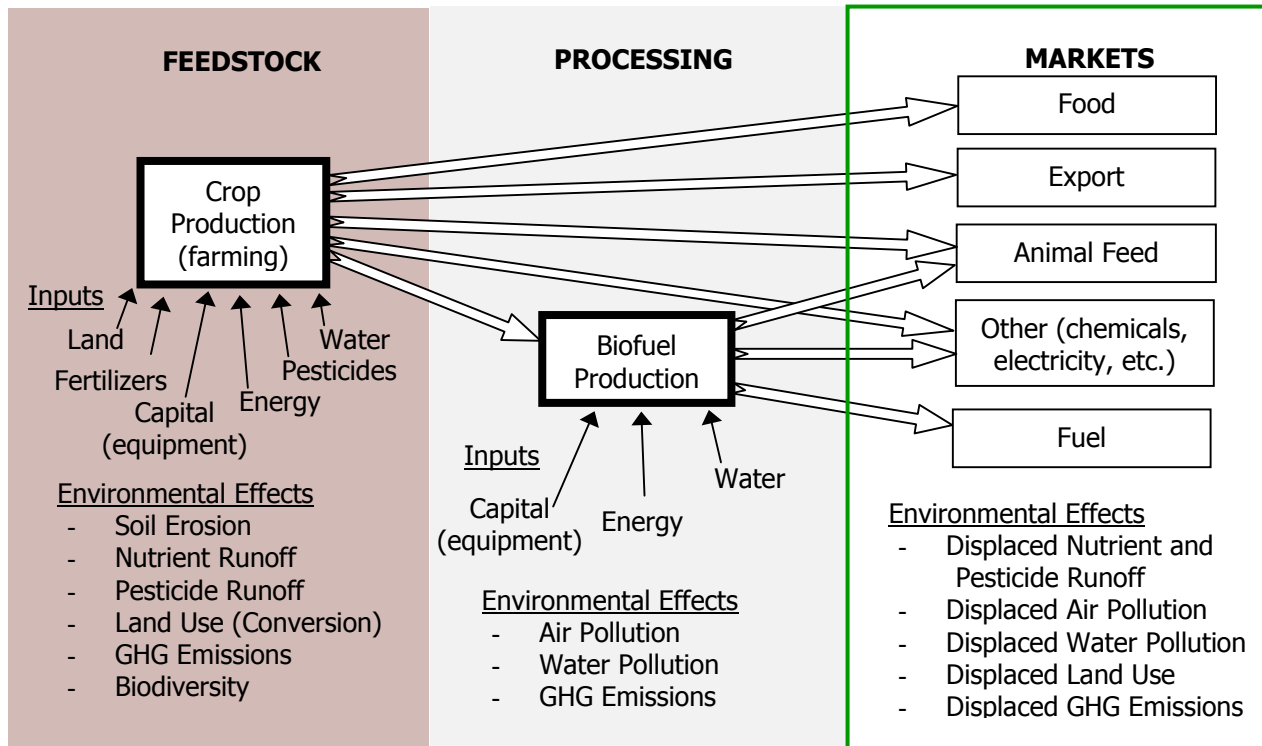 FEEDSTOCK
Crop
Production
(farming)
Inputs
Land
Fertilizers
Capital
(equipment)
Energy
Pesticides
Water
Environmental Effects
- Soil Erosion
- Nutrient Runoff
- Pesticide Runoff
- Land Use (Conversion)
- GHG Emissions
- Biodiversity
PROCESSING
Biofuel
Production
Inputs
Capital
(equipment)
Energy
Water
Environmental Effects
- Air Pollution
- Water Pollution
- GHG Emissions
MARKETS
Food
Export
Animal Feed
Other (chemicals,
electricity, etc.)
Fuel
Environmental Effects
- Displaced Nutrient and
Pesticide Runoff
- Displaced Air Pollution
- Displaced Water Pollution
- Displaced Land Use
- Displaced GHG Emissions